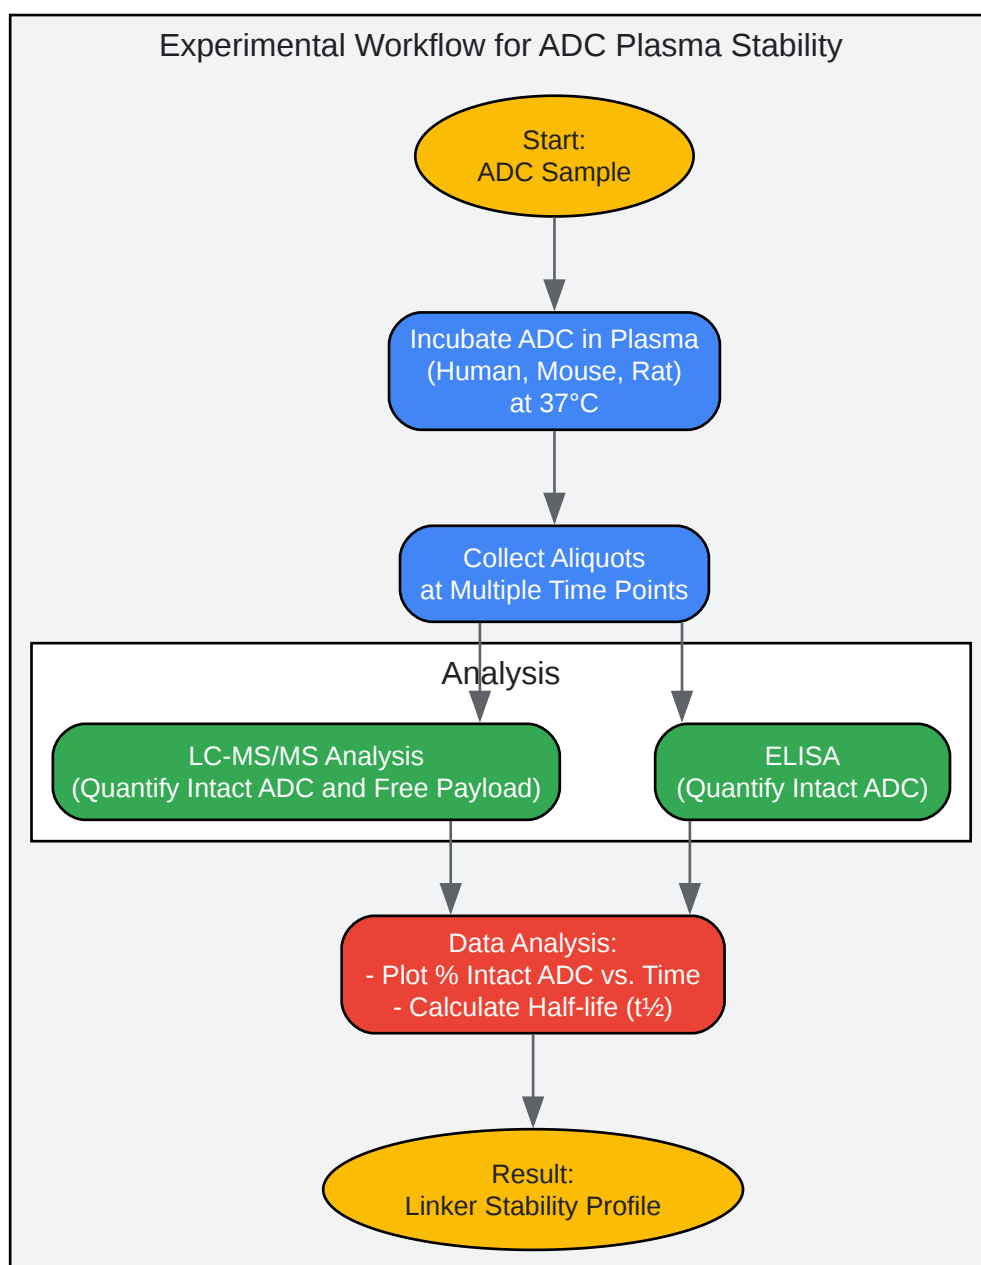 Experimental Workflow for ADC Plasma Stability
Start:
ADC Sample
Incubate ADC in Plasma
(Human, Mouse, Rat)
at 37°C
Collect Aliquots
at Multiple Time Points
Analysis
LC-MS/MS Analysis
(Quantify Intact ADC and Free Payload)
ELISA
(Quantify Intact ADC)
Data Analysis:
- Plot % Intact ADC vs. Time
- Calculate Half-life (t½)
Result:
Linker Stability Profile